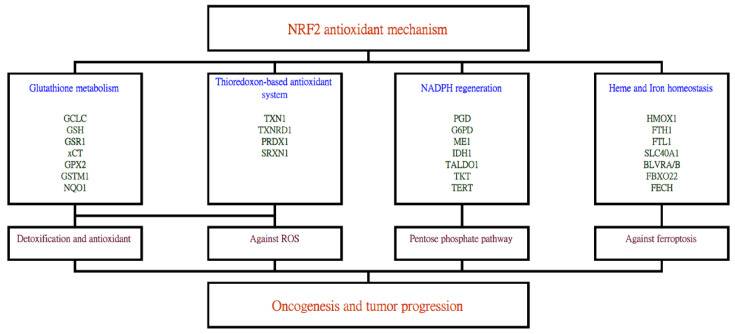 NRF2 antioxidant mechanism
Glutathione metabolism
GCLC
GSH
GSR1
xCT
GPX2
GSTM1
NQO1
Thioredoxon-based antioxidant
system
TXN1
TXNRD1
PRDX1
SRXN1
NADPH regeneration
PGD
G6PD
ME1
IDH1
TALDO1
TKT
TERT
Heme and Iron homeostasis
HMOX1
FTH1
FTL1
SLC40A1
BLVRA/B
FBXO22
FECH
Detoxification and antioxidant
Against ROS
Pentose phosphate pathway
Against ferroptosis
Oncogenesis and tumor progression